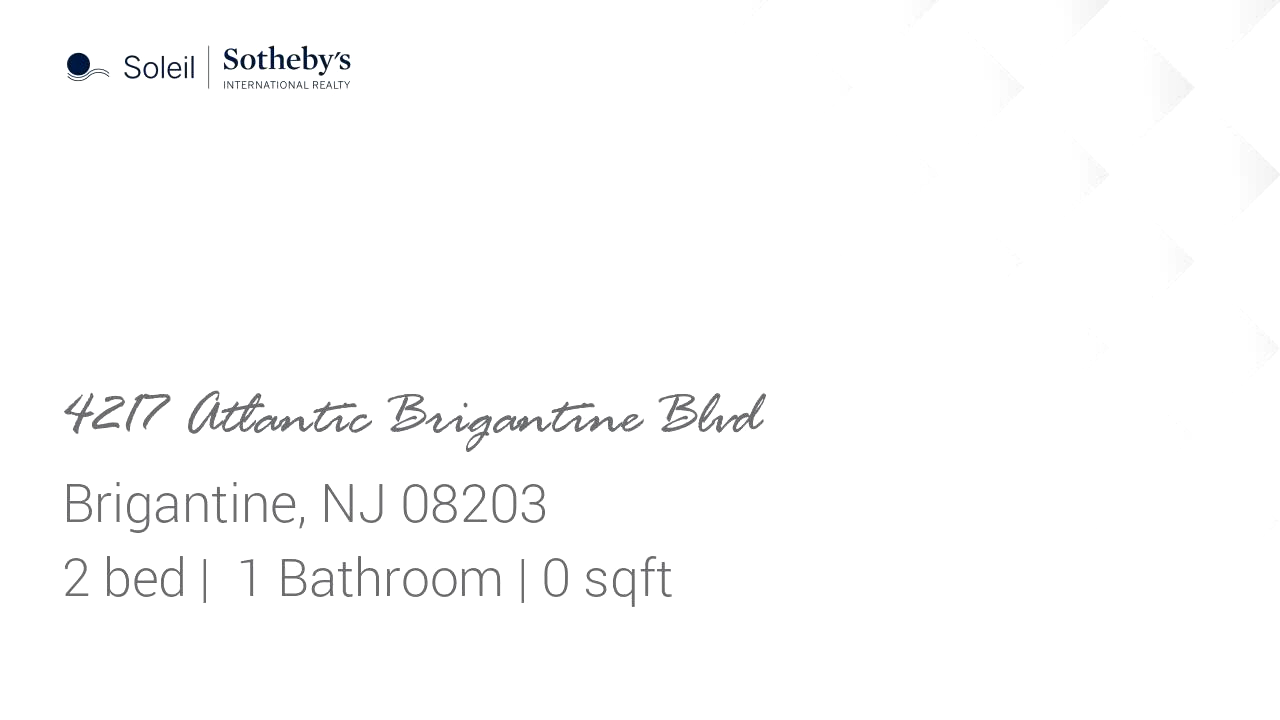 Soleil
Sotheby's
INTERNATIONAL REALTY
4217 Atlantic Brigantine Blvd
Brigantine, NJ 08203
2 bed | 1 Bathroom | 0 sqft